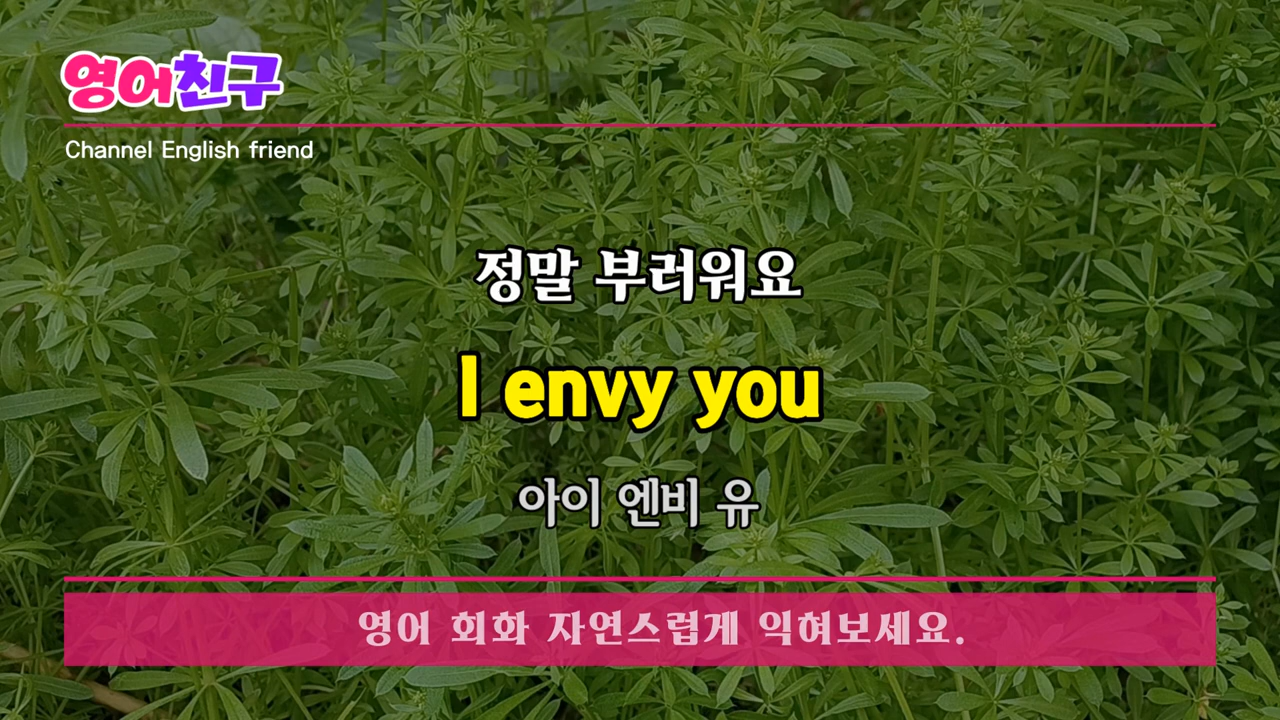 영어친구
Channel English friend
정말 부러워요
I envy you
아이 엔비 유
영어 회화 자연스럽게 익혀보세요.